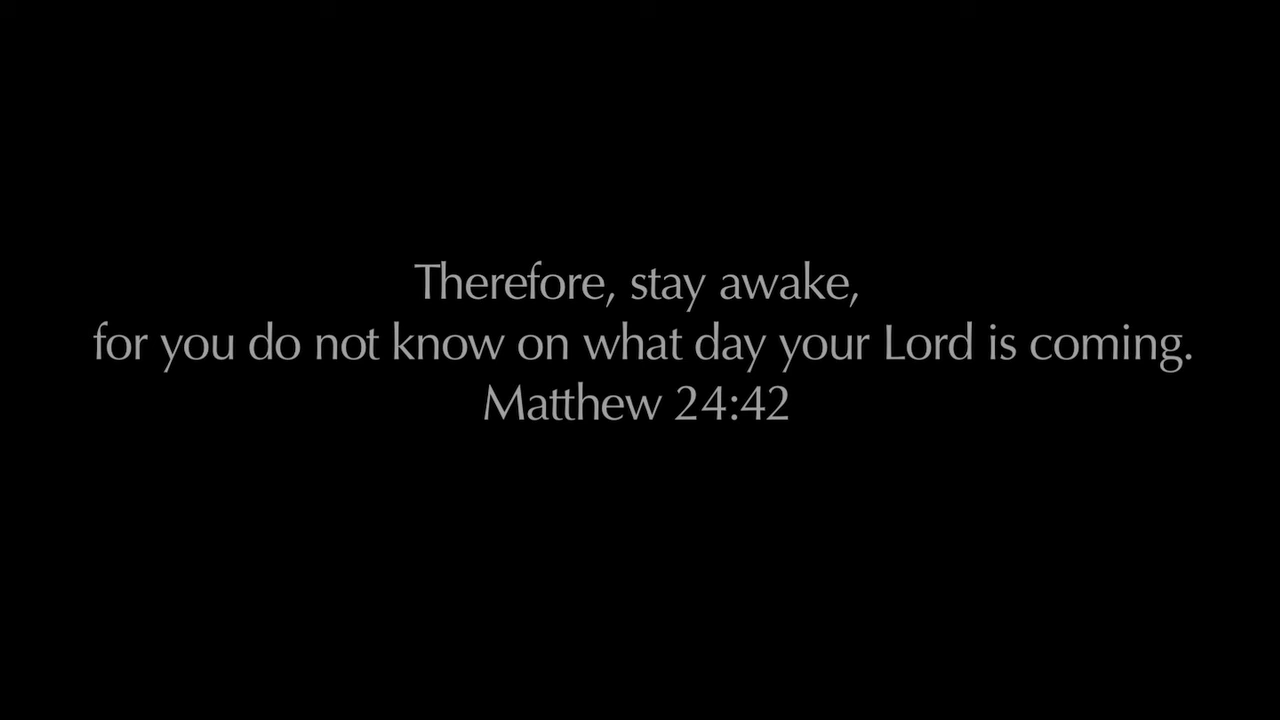 Therefore, stay awake,
for you do not know on what day your Lord is coming.
Matthew 24:42